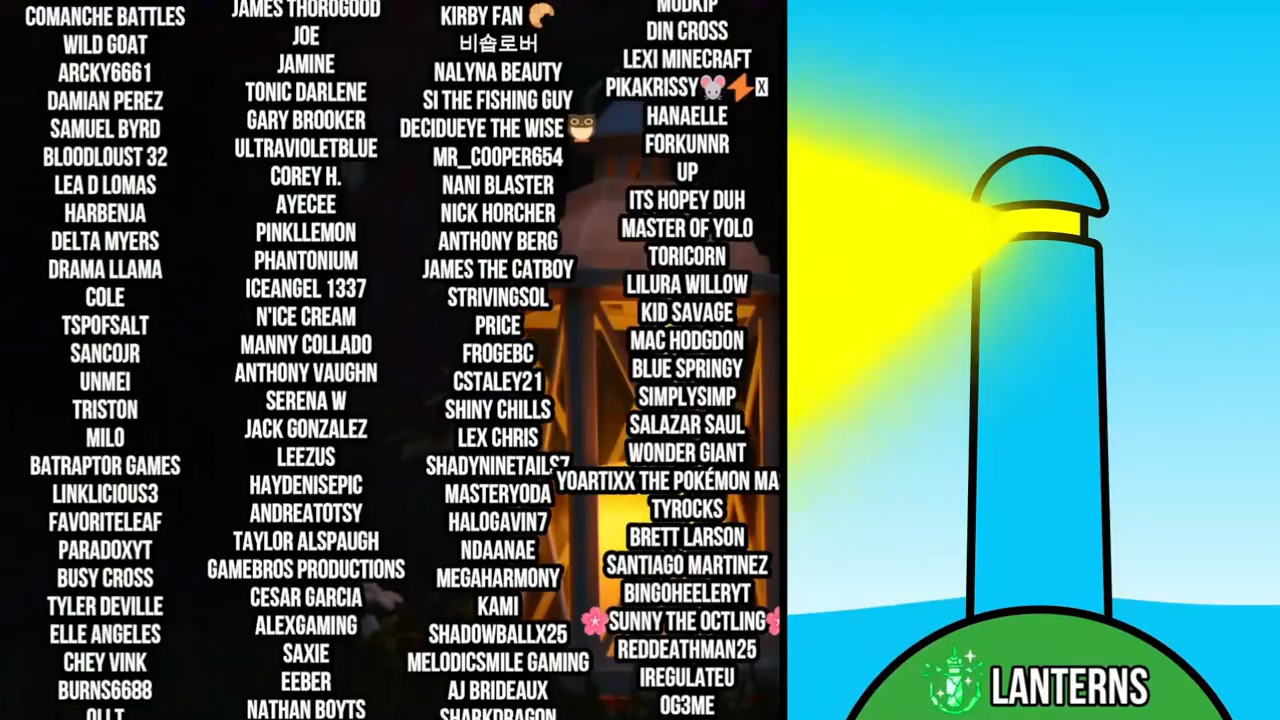 COMANCHE BATTLES
WILD GOAT
ARCKY6661
DAMIAN PEREZ
SAMUEL BYRD
BLOODLOUST 32
LEA D LOMAS
HARBENJA
DELTA MYERS
DRAMA LLAMA
COLE
TSPOFSALT
SANCOJR
UNMEI
TRISTON
MILO
BATRAPTOR GAMES
LINKLICIOUS3
FAVORITELEAF
PARADOXYT
BUSY CROSS
TYLER DEVILLE
ELLE ANGELES
CHEY VINK
BURNS6688
JAMES THOROGOOD
JOE
JAMINE
TONIC DARLENE
GARY BROOKER
ULTRAVIOLETBLUE
COREY H.
AYECEE
PINKLLEMON
PHANTONIUM
ICEANGEL 1337
N'ICE CREAM
MANNY COLLADO
ANTHONY VAUGHN
SERENA W
JACK GONZALEZ
LEEZUS
HAYDENISEPIC
ANDREATOTSY
TAYLOR ALSPAUGH
GAMEBROS PRODUCTIONS
CESAR GARCIA
ALEXGAMING
SAXIE
EEBER
NATHAN BOYTS
KIRBY FAN 🥐
비숍로버
NALYNA BEAUTY
SI THE FISHING GUY
DECIDUEYE THE WISE 🦉
MR_COOPER654
NANI BLASTER
NICK HORCHER
ANTHONY BERG
JAMES THE CATBOY
STRIVINGSOL
PRICE
FROGEBC
CSTALEY21
SHINY CHILLS
LEX CHRIS
SHADYNINETAILS7
MASTERYODA
HALOGAVIN7
NDAANAE
MEGAHARMONY
KAMI
SHADOWBALLX25
MELODICSMILE GAMING
AJ BRIDEAUX
SHARKDRAGON
MUDKIP
DIN CROSS
LEXI MINECRAFT
PIKAKRISSY🐭⚡
HANAELLE
FORKUNNR
UP
ITS HOPEY DUH
MASTER OF YOLO
TORICORN
LILURA WILLOW
KID SAVAGE
MAC HODGDON
BLUE SPRINGY
SIMPLYSIMP
SALAZAR SAUL
WONDER GIANT
YOARTIXX THE POKÉMON MA
TYROCKS
BRETT LARSON
SANTIAGO MARTINEZ
BINGOHEELERYT
🌸SUNNY THE OCTLING🌸
REDDEATHMAN25
IREGULATEU
OG3ME
LANTERNS